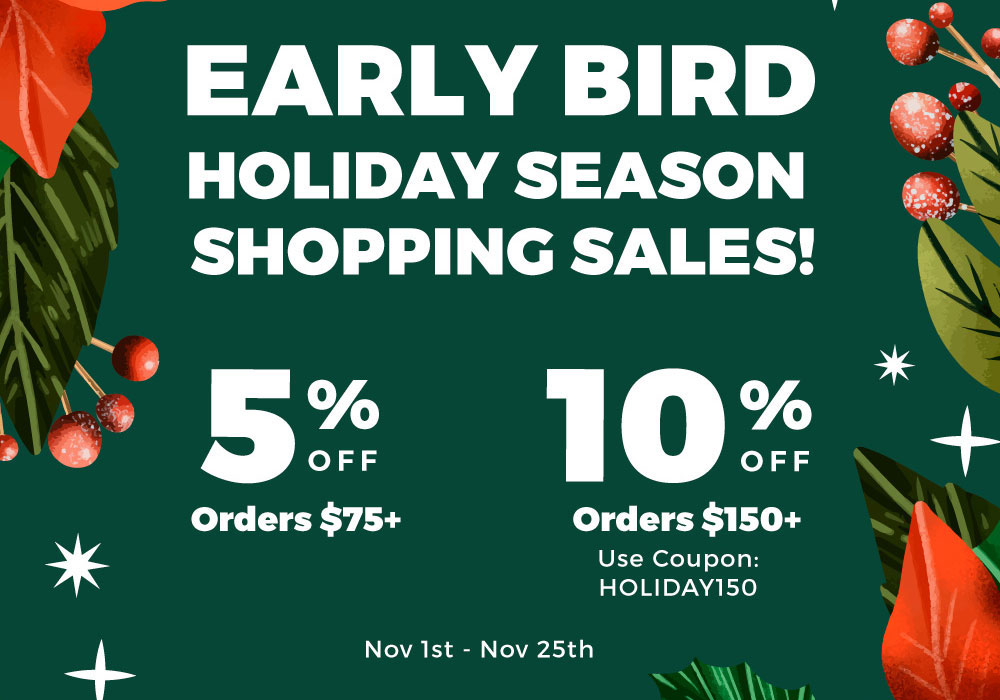 EARLY BIRD
HOLIDAY SEASON
SHOPPING SALES!
5% OFF
Orders $75+
10% OFF
Orders $150+
Use Coupon:
HOLIDAY150
Nov 1st - Nov 25th